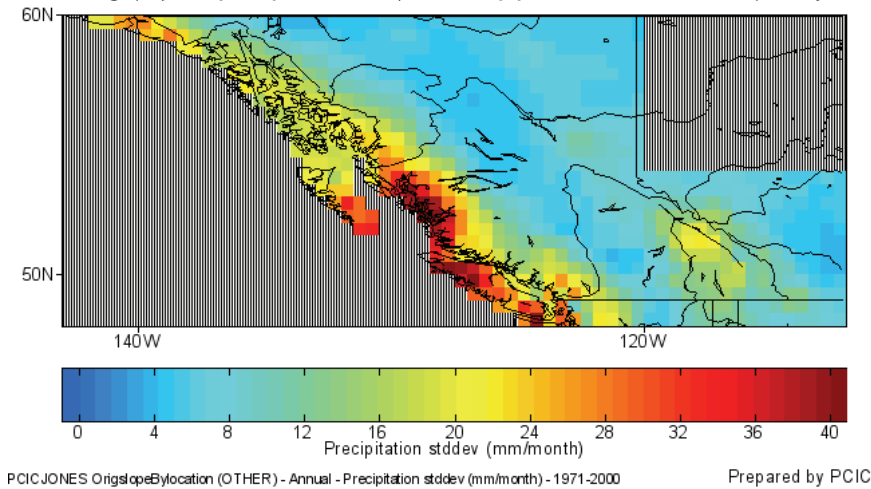 60N
50N
140W 120W
0 4 8 12 16 20 24 28 32 36 40
Precipitation stddev (mm/month)
PCICJONES OrigslopeBylocation (OTHER) - Annual - Precipitation stddev (mm/month) - 1971-2000 Prepared by PCIC